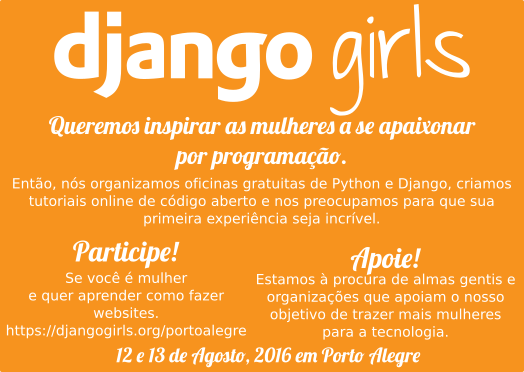 django girls
Queremos inspirar as mulheres a se apaixonar
por programação.
Então, nós organizamos oficinas gratuitas de Python e Django, criamos
tutoriais online de código aberto e nos preocupamos para que sua
primeira experiência seja incrível.
Participe!
Se você é mulher
e quer aprender como fazer
websites.
https://djangogirls.org/portoalegre
Apoie!
Estamos à procura de almas gentis e
organizações que apoiam o nosso
objetivo de trazer mais mulheres
para a tecnologia.
12 e 13 de Agosto, 2016 em Porto Alegre